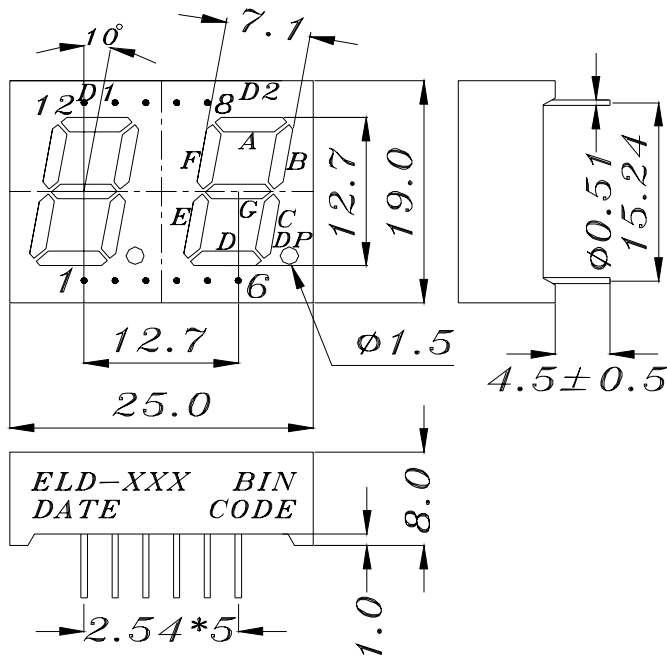 7.1
10°
D1
D2
12
8
A
F
B
E
G
C
D
DP
1
6
12.7
19.0
ϕ0.51
15.24
12.7
ϕ1.5
4.5±0.5
25.0
ELD-XXX BIN
DATE CODE
8.0
1.0
2.54*5